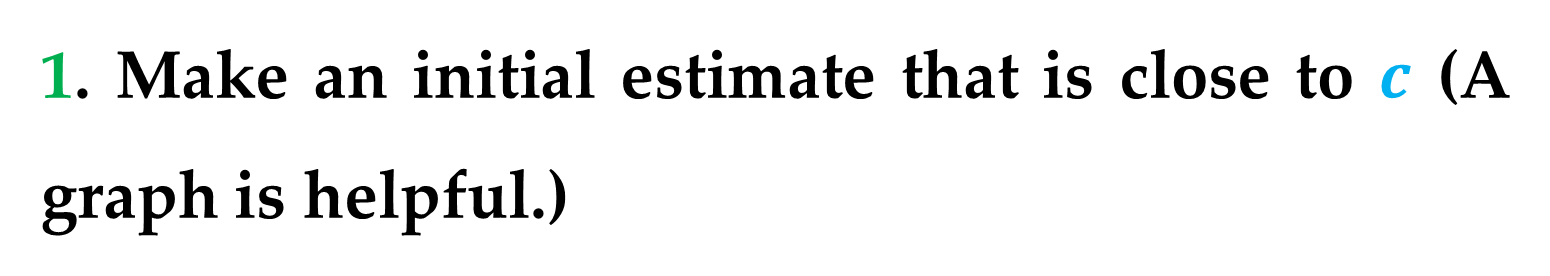 1. Make an initial estimate that is close to c (A
graph is helpful.)